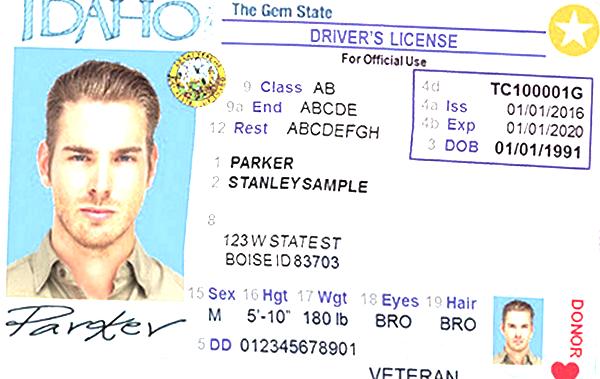 IDAHO
The Gem State
DRIVER'S LICENSE
For Official Use
9 Class AB
9a End ABCDE
12 Rest ABCDEFGH
4d TC100001G
4a Iss 01/01/2016
4b Exp 01/01/2020
3 DOB 01/01/1991
1 PARKER
2 STANLEYSAMPLE
8
123 W STATE ST
BOISE ID 83703
15 Sex 16 Hgt 17 Wgt 18 Eyes 19 Hair
M 5'-10" 180 lb BRO BRO
5 DD 012345678901
VETERAN
DONOR
Parker